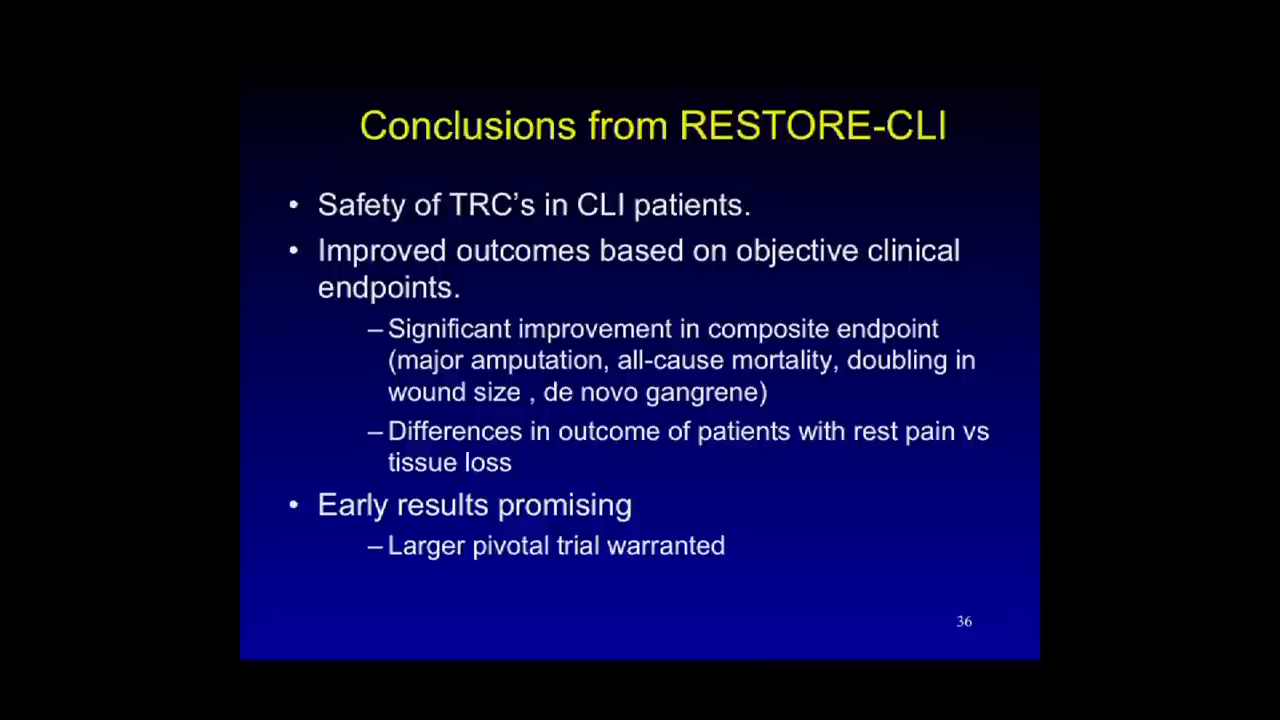 Conclusions from RESTORE-CLI
• Safety of TRC's in CLI patients.
• Improved outcomes based on objective clinical
endpoints.
–Significant improvement in composite endpoint
(major amputation, all-cause mortality, doubling in
wound size , de novo gangrene)
–Differences in outcome of patients with rest pain vs
tissue loss
• Early results promising
–Larger pivotal trial warranted
36